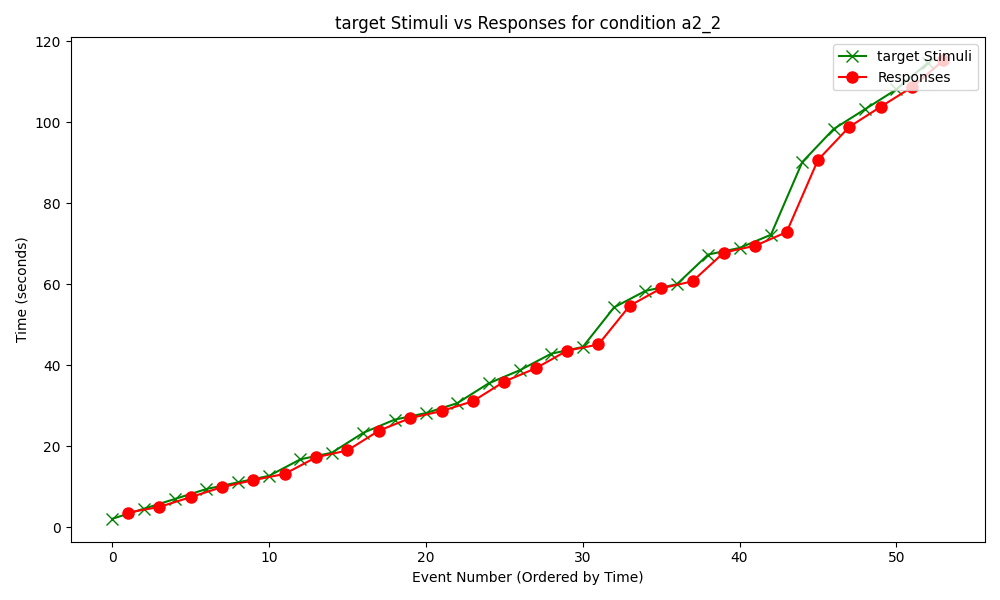 target Stimuli vs Responses for condition a2_2
120
100
80
60
40
20
0
Time (seconds)
target Stimuli
Responses
0
10
20
30
40
50
Event Number (Ordered by Time)